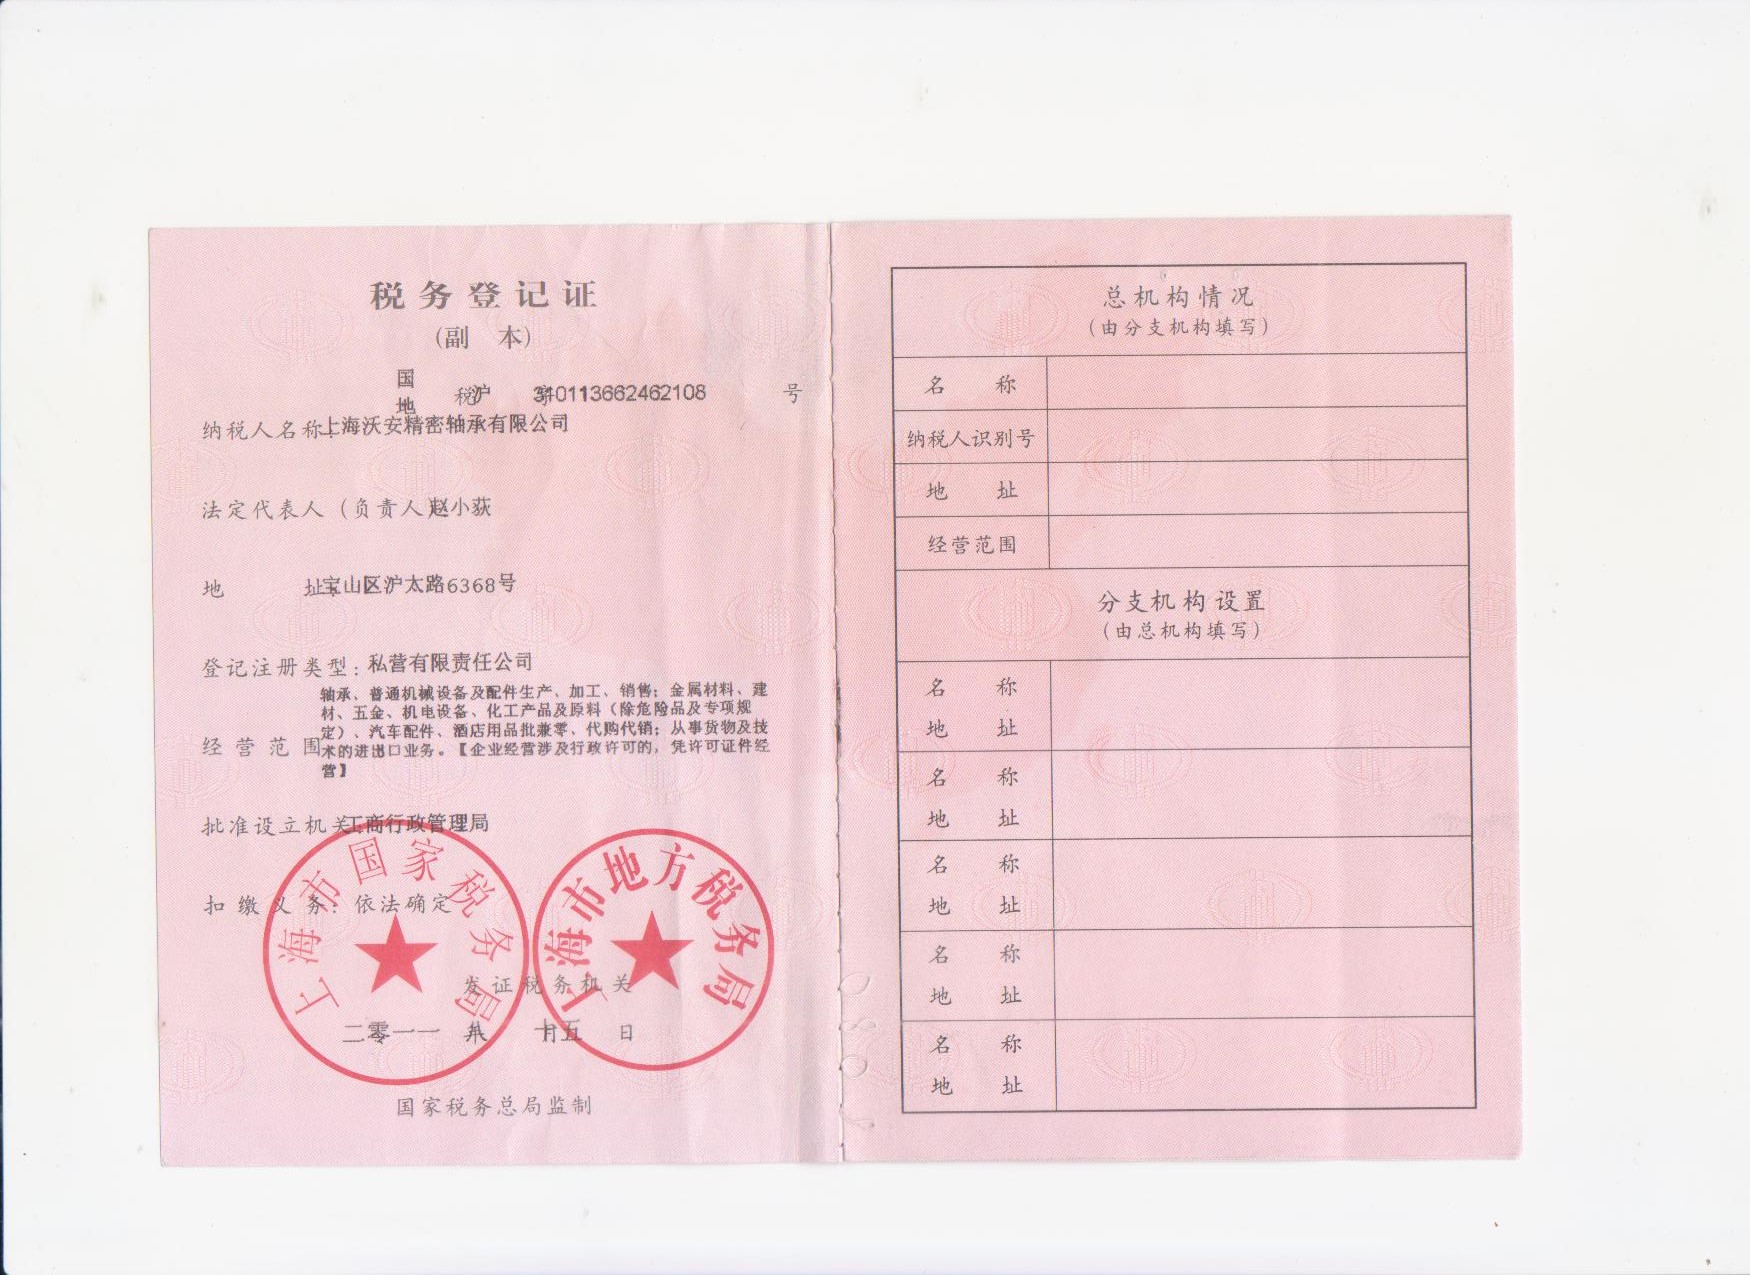 税务登记证
(副 本)
国
地 税沪 字310113662462108 号
纳税人名称:上海沃安精密轴承有限公司
法定代表人(负责人)赵小荻
地 址:宝山区沪太路6368号
登记注册类型:私营有限责任公司
轴承、普通机械设备及配件生产、加工、销售;金属材料、建
材、五金、机电设备、化工产品及原料(除危险品及专项规
定)、汽车配件、酒店用品批兼零、代购代销;从事货物及技
经营范围 术的进出口业务。【企业经营涉及行政许可的,凭许可证件经
营】
批准设立机关:工商行政管理局
扣缴义务:依法确定
上海市国家税务局
上海市地方税务局
发证税务机关
二零一一 年八 月十五 日
国家税务总局监制
总机构情况
(由分支机构填写)
名 称
纳税人识别号
地 址
经营范围
分支机构设置
(由总机构填写)
名 称
地 址
名 称
地 址
名 称
地 址
名 称
地 址
名 称
地 址